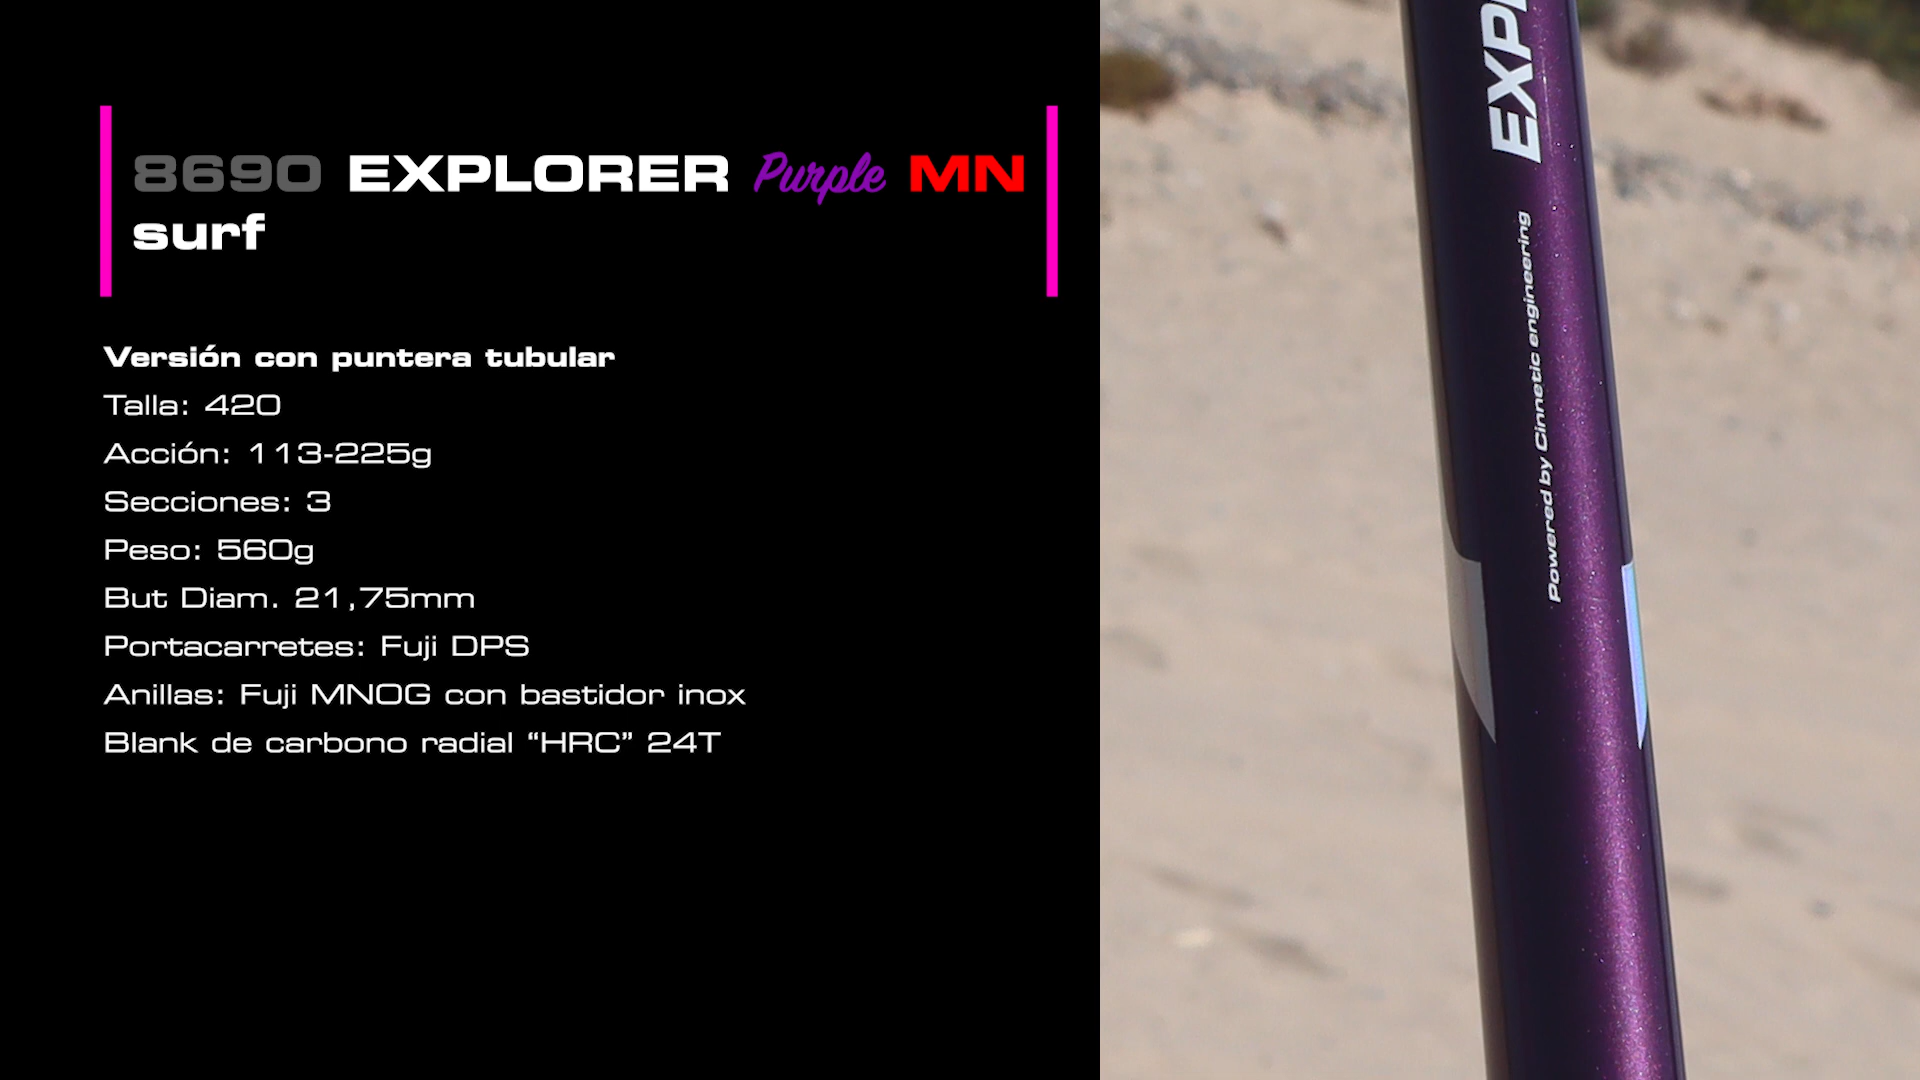 8690 EXPLORER Purple MN
surf
Versión con puntera tubular
Talla: 420
Acción: 113-225g
Secciones: 3
Peso: 560g
But Diam. 21,75mm
Portacarretes: Fuji DPS
Anillas: Fuji MNOG con bastidor inox
Blank de carbono radial “HRC” 24T
Powered by Cinnetic engineering